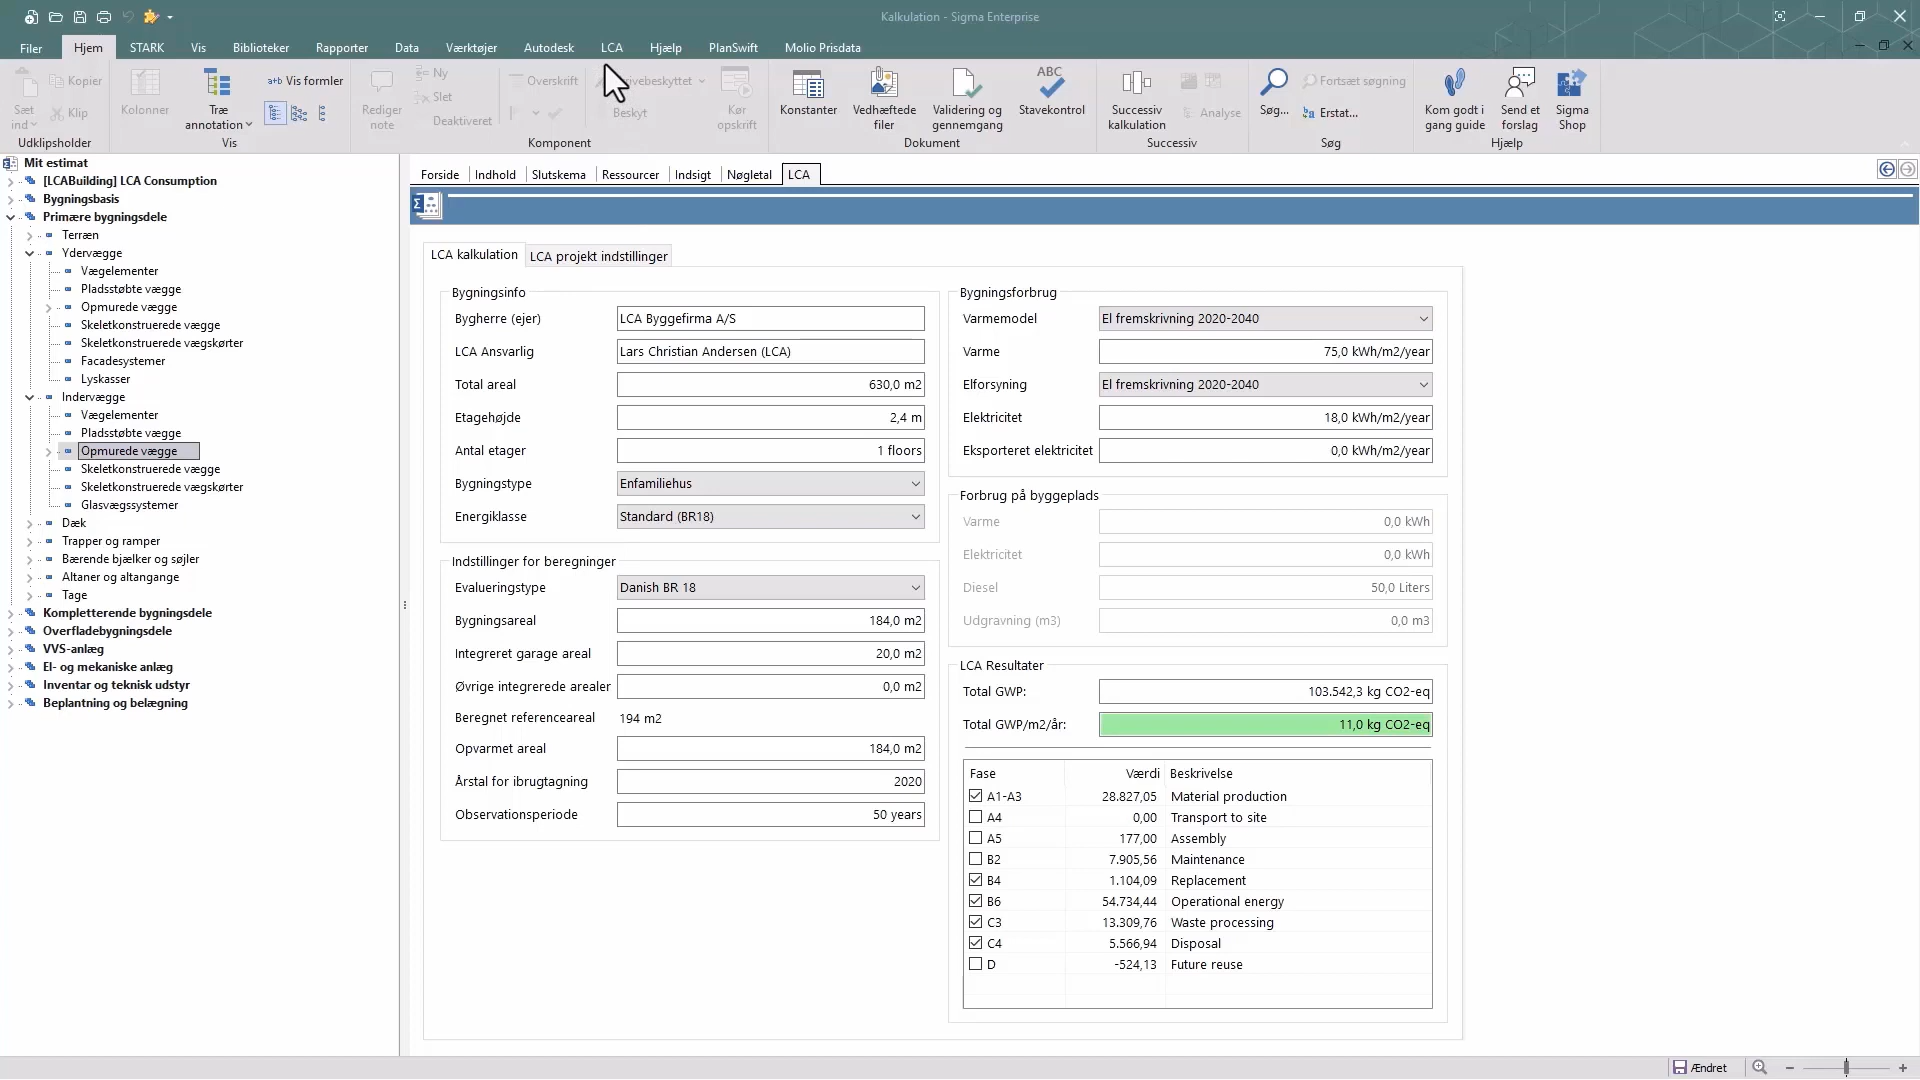 Kalkulation - Sigma Enterprise
Filer Hjem STARK Vis Biblioteker Rapporter Data Værktøjer Autodesk LCA Hjælp PlanSwift Molio Prisdata
Sæt ind
Kopier
Klip
Udklipsholder
Kolonner
Træ annotation
a+b Vis formler
Vis
Rediger note
Ny
Slet
Deaktiveret
Overskrift
Beskyt
Kør opskrift
Komponent
Konstanter
Vedhæftede filer
Validering og gennemgang
ABC
Stavekontrol
Dokument
Successiv kalkulation
Analyse
Successiv
Søg...
Fortsæt søgning
Erstat...
Søg
Kom godt i gang guide
Send et forslag
Sigma Shop
Hjælp
Mit estimat
[LCABuilding] LCA Consumption
Bygningsbasis
Primære bygningsdele
Terræn
Ydervægge
Vægelementer
Pladsstøbte vægge
Opmurede vægge
Skeletkonstruerede vægge
Skeletkonstruerede vægskørter
Facadesystemer
Lyskasser
Indervægge
Vægelementer
Pladsstøbte vægge
Opmurede vægge
Skeletkonstruerede vægge
Skeletkonstruerede vægskørter
Glasvægssystemer
Dæk
Trapper og ramper
Bærende bjælker og søjler
Altaner og altangange
Tage
Kompletterende bygningsdele
Overfladebygningsdele
VVS-anlæg
El- og mekaniske anlæg
Inventar og teknisk udstyr
Beplantning og belægning
Forside Indhold Slutskema Ressourcer Indsigt Nøgletal LCA
LCA kalkulation LCA projekt indstillinger
Bygningsinfo
Bygherre (ejer) LCA Byggefirma A/S
LCA Ansvarlig Lars Christian Andersen (LCA)
Total areal 630,0 m2
Etagehøjde 2,4 m
Antal etager 1 floors
Bygningstype Enfamiliehus
Energiklasse Standard (BR18)
Indstillinger for beregninger
Evalueringstype Danish BR 18
Bygningsareal 184,0 m2
Integreret garage areal 20,0 m2
Øvrige integrerede arealer 0,0 m2
Beregnet referenceareal 194 m2
Opvarmet areal 184,0 m2
Årstal for ibrugtagning 2020
Observationsperiode 50 years
Bygningsforbrug
Varmemodel El fremskrivning 2020-2040
Varme 75,0 kWh/m2/year
Elforsyning El fremskrivning 2020-2040
Elektricitet 18,0 kWh/m2/year
Eksporteret elektricitet 0,0 kWh/m2/year
Forbrug på byggeplads
Varme 0,0 kWh
Elektricitet 0,0 kWh
Diesel 50,0 Liters
Udgravning (m3) 0,0 m3
LCA Resultater
Total GWP: 103.542,3 kg CO2-eq
Total GWP/m2/år: 11,0 kg CO2-eq
Fase Værdi Beskrivelse
A1-A3 28.827,05 Material production
A4 0,00 Transport to site
A5 177,00 Assembly
B2 7.905,56 Maintenance
B4 1.104,09 Replacement
B6 54.734,44 Operational energy
C3 13.309,76 Waste processing
C4 5.566,94 Disposal
D -524,13 Future reuse
Ændret